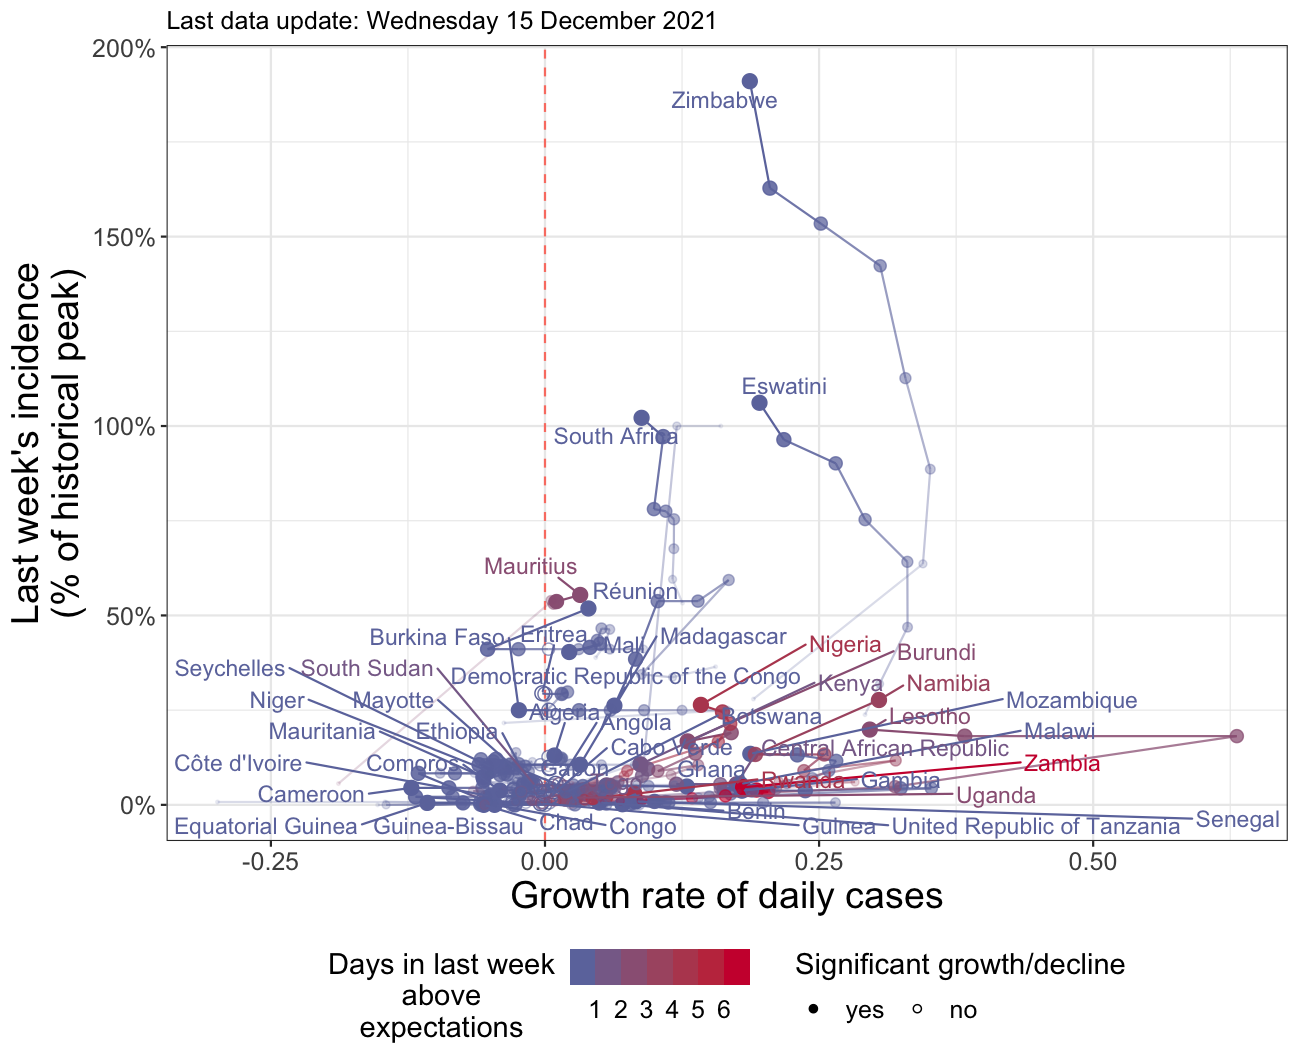 Last data update: Wednesday 15 December 2021
200%
150%
100%
50%
0%
Last week's incidence
(% of historical peak)
Zimbabwe
Eswatini
South Africa
Mauritius
Réunion
Burkina Faso
Eritrea
Mali
Madagascar
Nigeria
Burundi
Seychelles
South Sudan
Democratic Republic of the Congo
Kenya
Namibia
Niger
Mayotte
Algeria
Angola
Botswana
Lesotho
Mozambique
Mauritania
Ethiopia
Cabo Verde
Central African Republic
Malawi
Côte d'Ivoire
Comoros
Gabon
Ghana
Rwanda
Gambia
Zambia
Cameroon
Uganda
Benin
Equatorial Guinea
Guinea-Bissau
Chad
Congo
Guinea
United Republic of Tanzania
Senegal
-0.25
0.00
0.25
0.50
Growth rate of daily cases
Days in last week
above
expectations
1 2 3 4 5 6
Significant growth/decline
yes
no